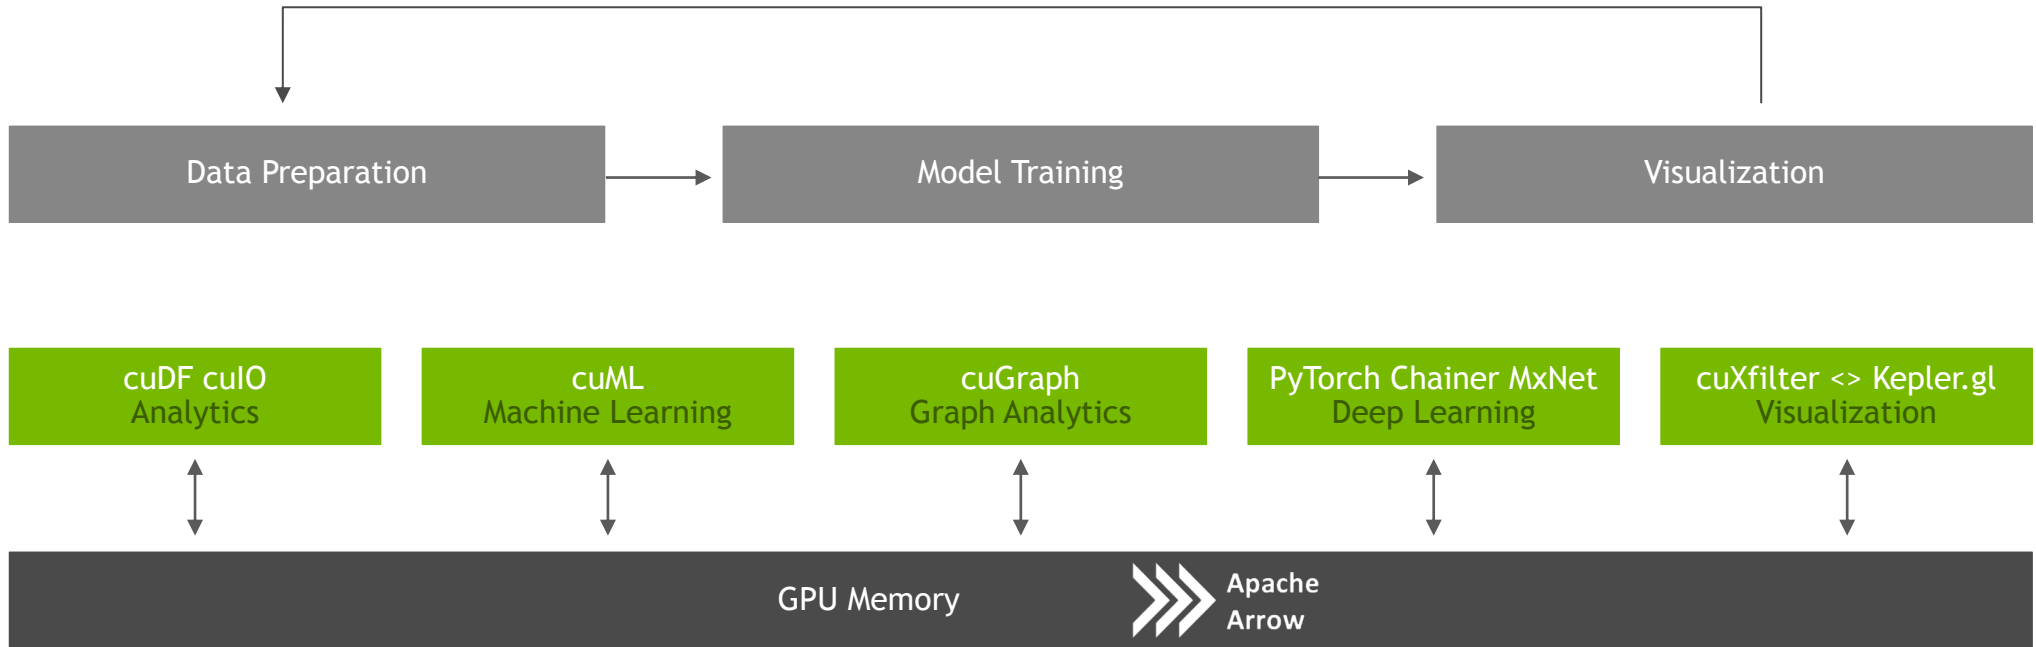 Data Preparation
Model Training
Visualization
cuDF cuIO
Analytics
cuML
Machine Learning
cuGraph
Graph Analytics
PyTorch Chainer MxNet
Deep Learning
cuXfilter <> Kepler.gl
Visualization
GPU Memory
Apache
Arrow